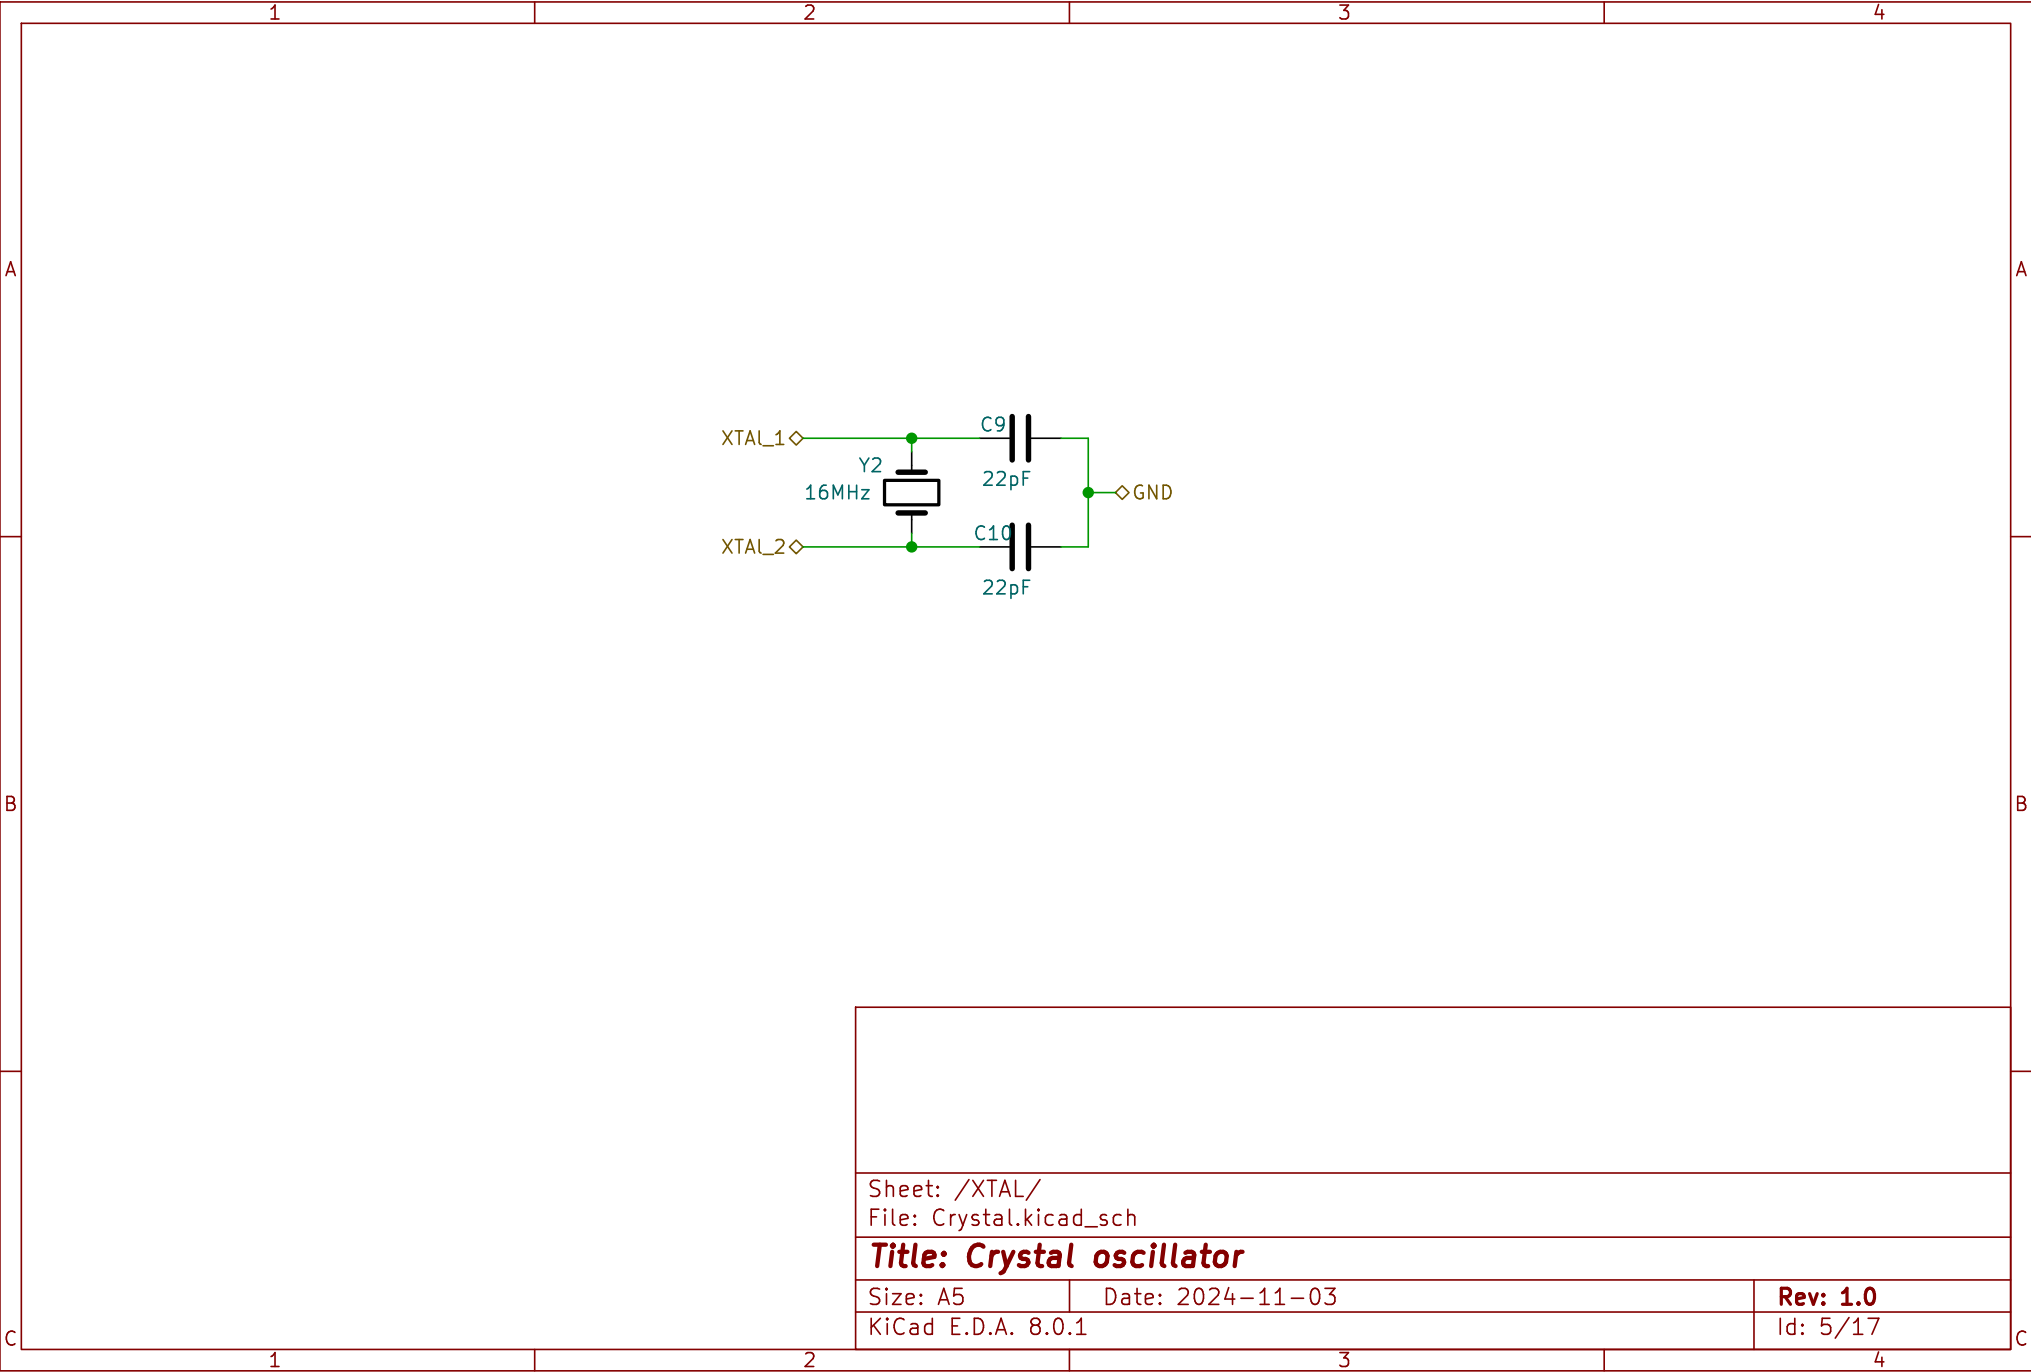 1 2 3 4
A A
C9
XTAl_1
Y2
22pF
16MHz
GND
C10
XTAl_2
22pF
B B
Sheet: /XTAL/
File: Crystal.kicad_sch
Title: Crystal oscillator
Size: A5 Date: 2024-11-03 Rev: 1.0
KiCad E.D.A. 8.0.1 Id: 5/17
C C
1 2 3 4